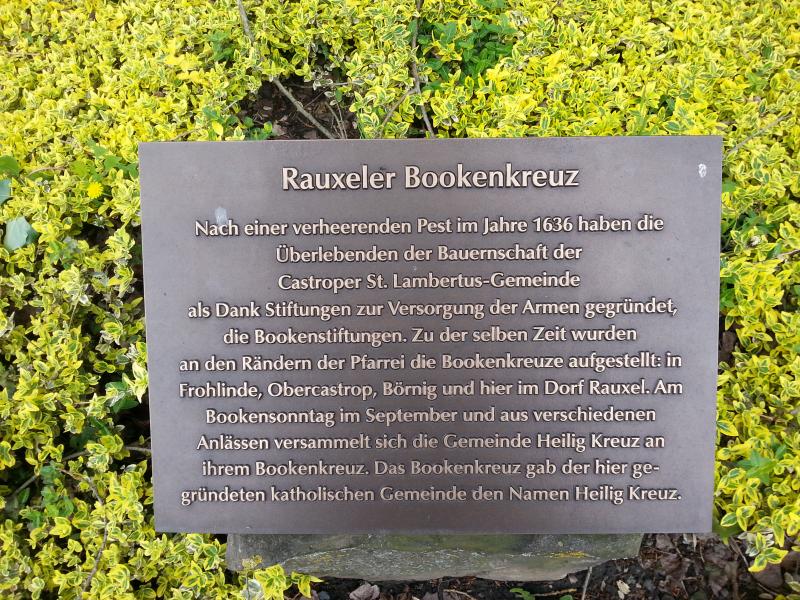 Rauxeler Bookenkreuz
Nach einer verheerenden Pest im Jahre 1636 haben die
Überlebenden der Bauernschaft der
Castroper St. Lambertus-Gemeinde
als Dank Stiftungen zur Versorgung der Armen gegründet,
die Bookenstiftungen. Zu der selben Zeit wurden
an den Rändern der Pfarrei die Bookenkreuze aufgestellt: in
Frohlinde, Obercastrop, Börnig und hier im Dorf Rauxel. Am
Bookensonntag im September und aus verschiedenen
Anlässen versammelt sich die Gemeinde Heilig Kreuz an
ihrem Bookenkreuz. Das Bookenkreuz gab der hier ge-
gründeten katholischen Gemeinde den Namen Heilig Kreuz.